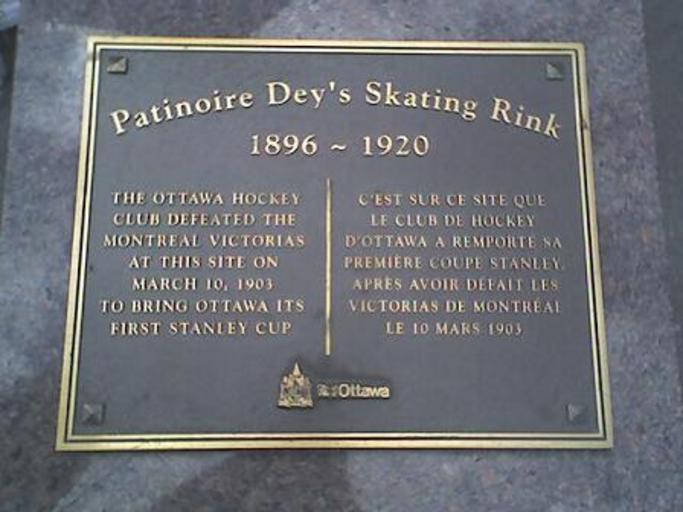 Patinoire Dey's Skating Rink
1896 ~ 1920
THE OTTAWA HOCKEY
CLUB DEFEATED THE
MONTREAL VICTORIAS
AT THIS SITE ON
MARCH 10, 1903
TO BRING OTTAWA ITS
FIRST STANLEY CUP
C'EST SUR CE SITE QUE
LE CLUB DE HOCKEY
D'OTTAWA A REMPORTE SA
PREMIÈRE COUPE STANLEY,
APRÈS AVOIR DÉFAIT LES
VICTORIAS DE MONTRÉAL
LE 10 MARS 1903
Ottawa